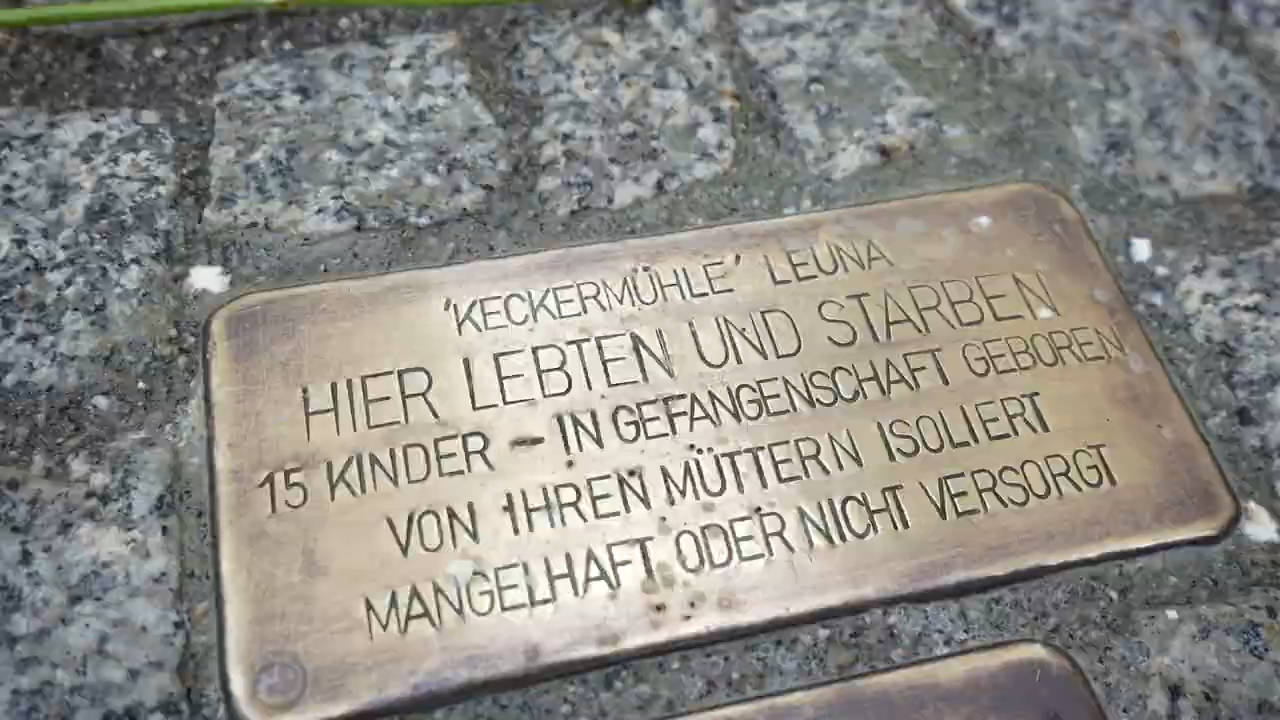 'KECKERMÜHLE' LEUNA
HIER LEBTEN UND STARBEN
15 KINDER – IN GEFANGENSCHAFT GEBOREN
VON IHREN MÜTTERN ISOLIERT
MANGELHAFT ODER NICHT VERSORGT